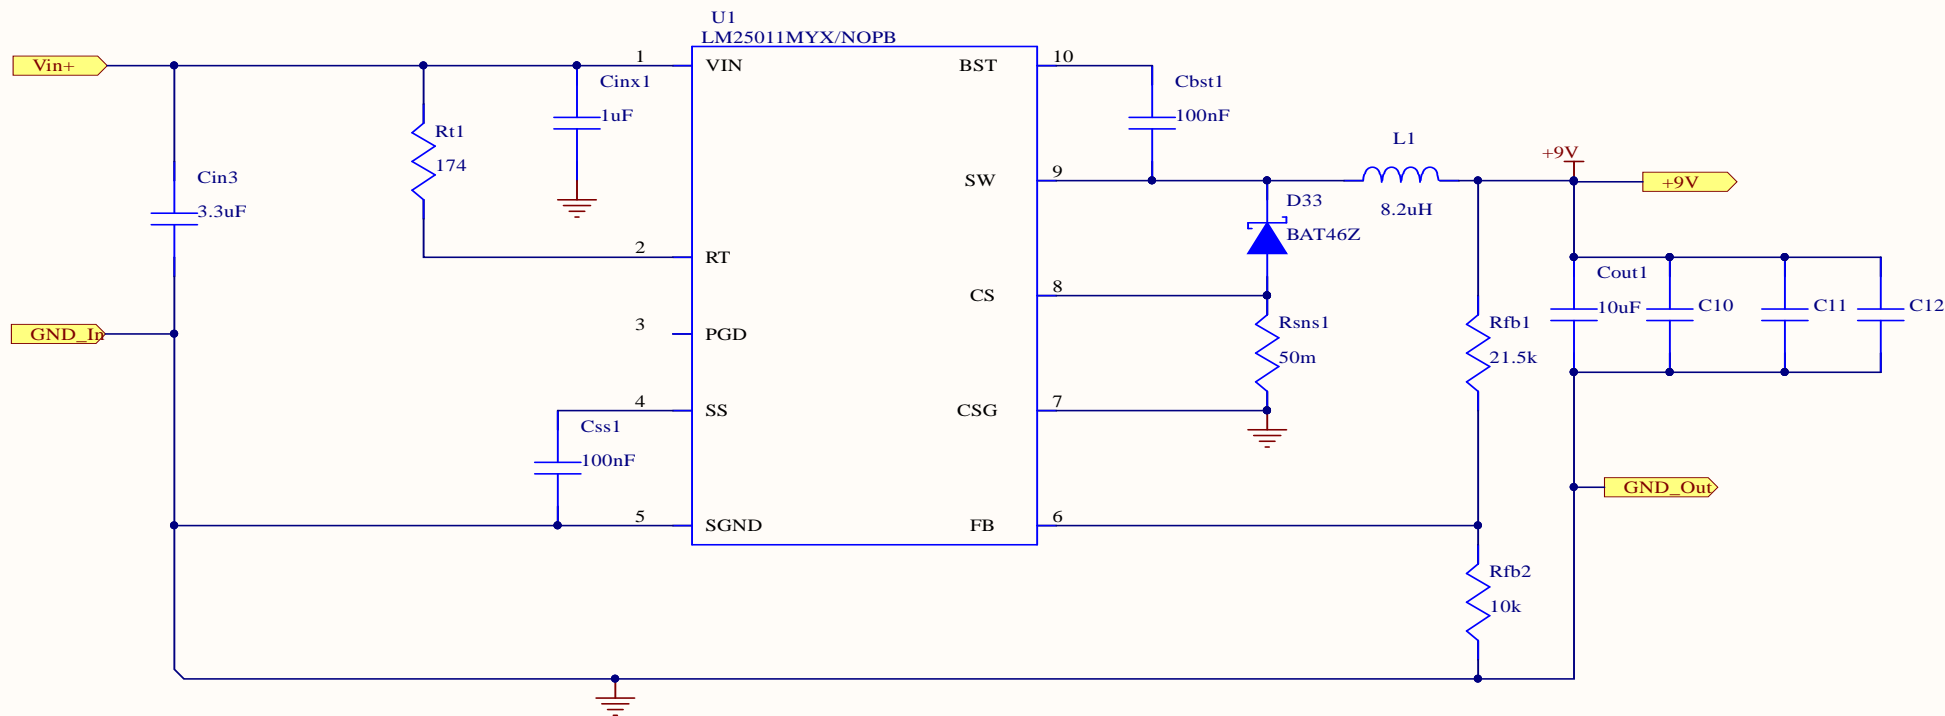 U1
LM25011MYX/NOPB
Vin+
1
VIN
BST
10
Cinx1
1uF
Cbst1
100nF
Rt1
174
L1
8.2uH
+9V
+9V
Cin3
3.3uF
SW
9
D33
BAT46Z
2
RT
CS
8
Cout1
10uF
C10
C11
C12
GND_In
3
PGD
Rsns1
50m
Rfb1
21.5k
4
SS
CSG
7
Css1
100nF
GND_Out
5
SGND
FB
6
Rfb2
10k